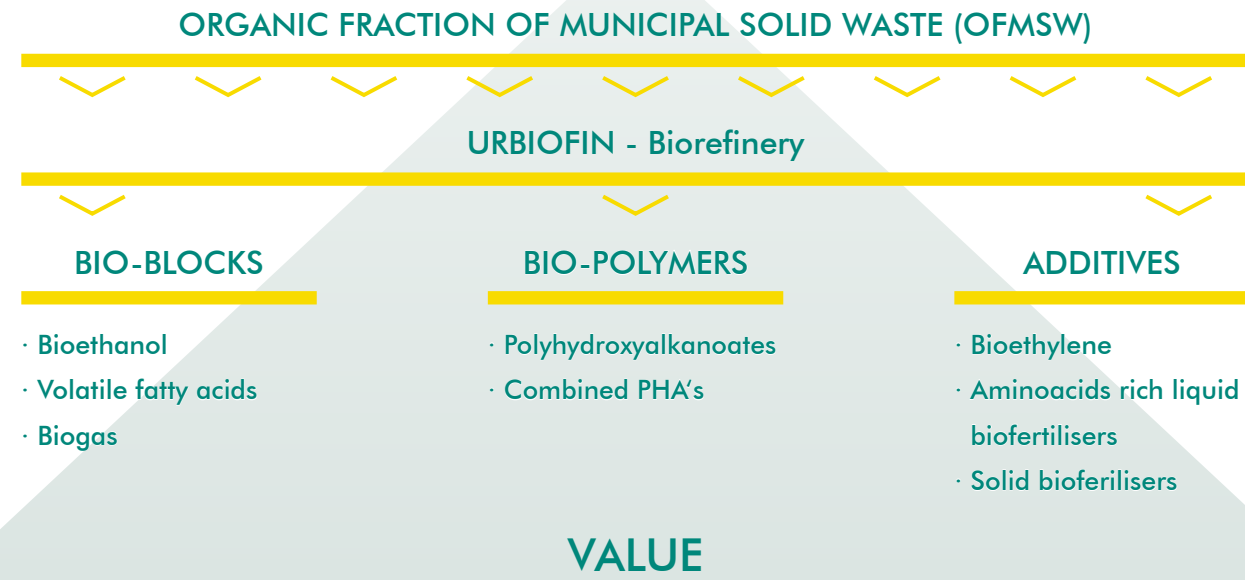 ORGANIC FRACTION OF MUNICIPAL SOLID WASTE (OFMSW)
URBIOFIN - Biorefinery
BIO-BLOCKS
· Bioethanol
· Volatile fatty acids
· Biogas
BIO-POLYMERS
· Polyhydroxyalkanoates
· Combined PHA‘s
ADDITIVES
· Bioethylene
· Aminoacids rich liquid
biofertilisers
· Solid bioferilisers
VALUE